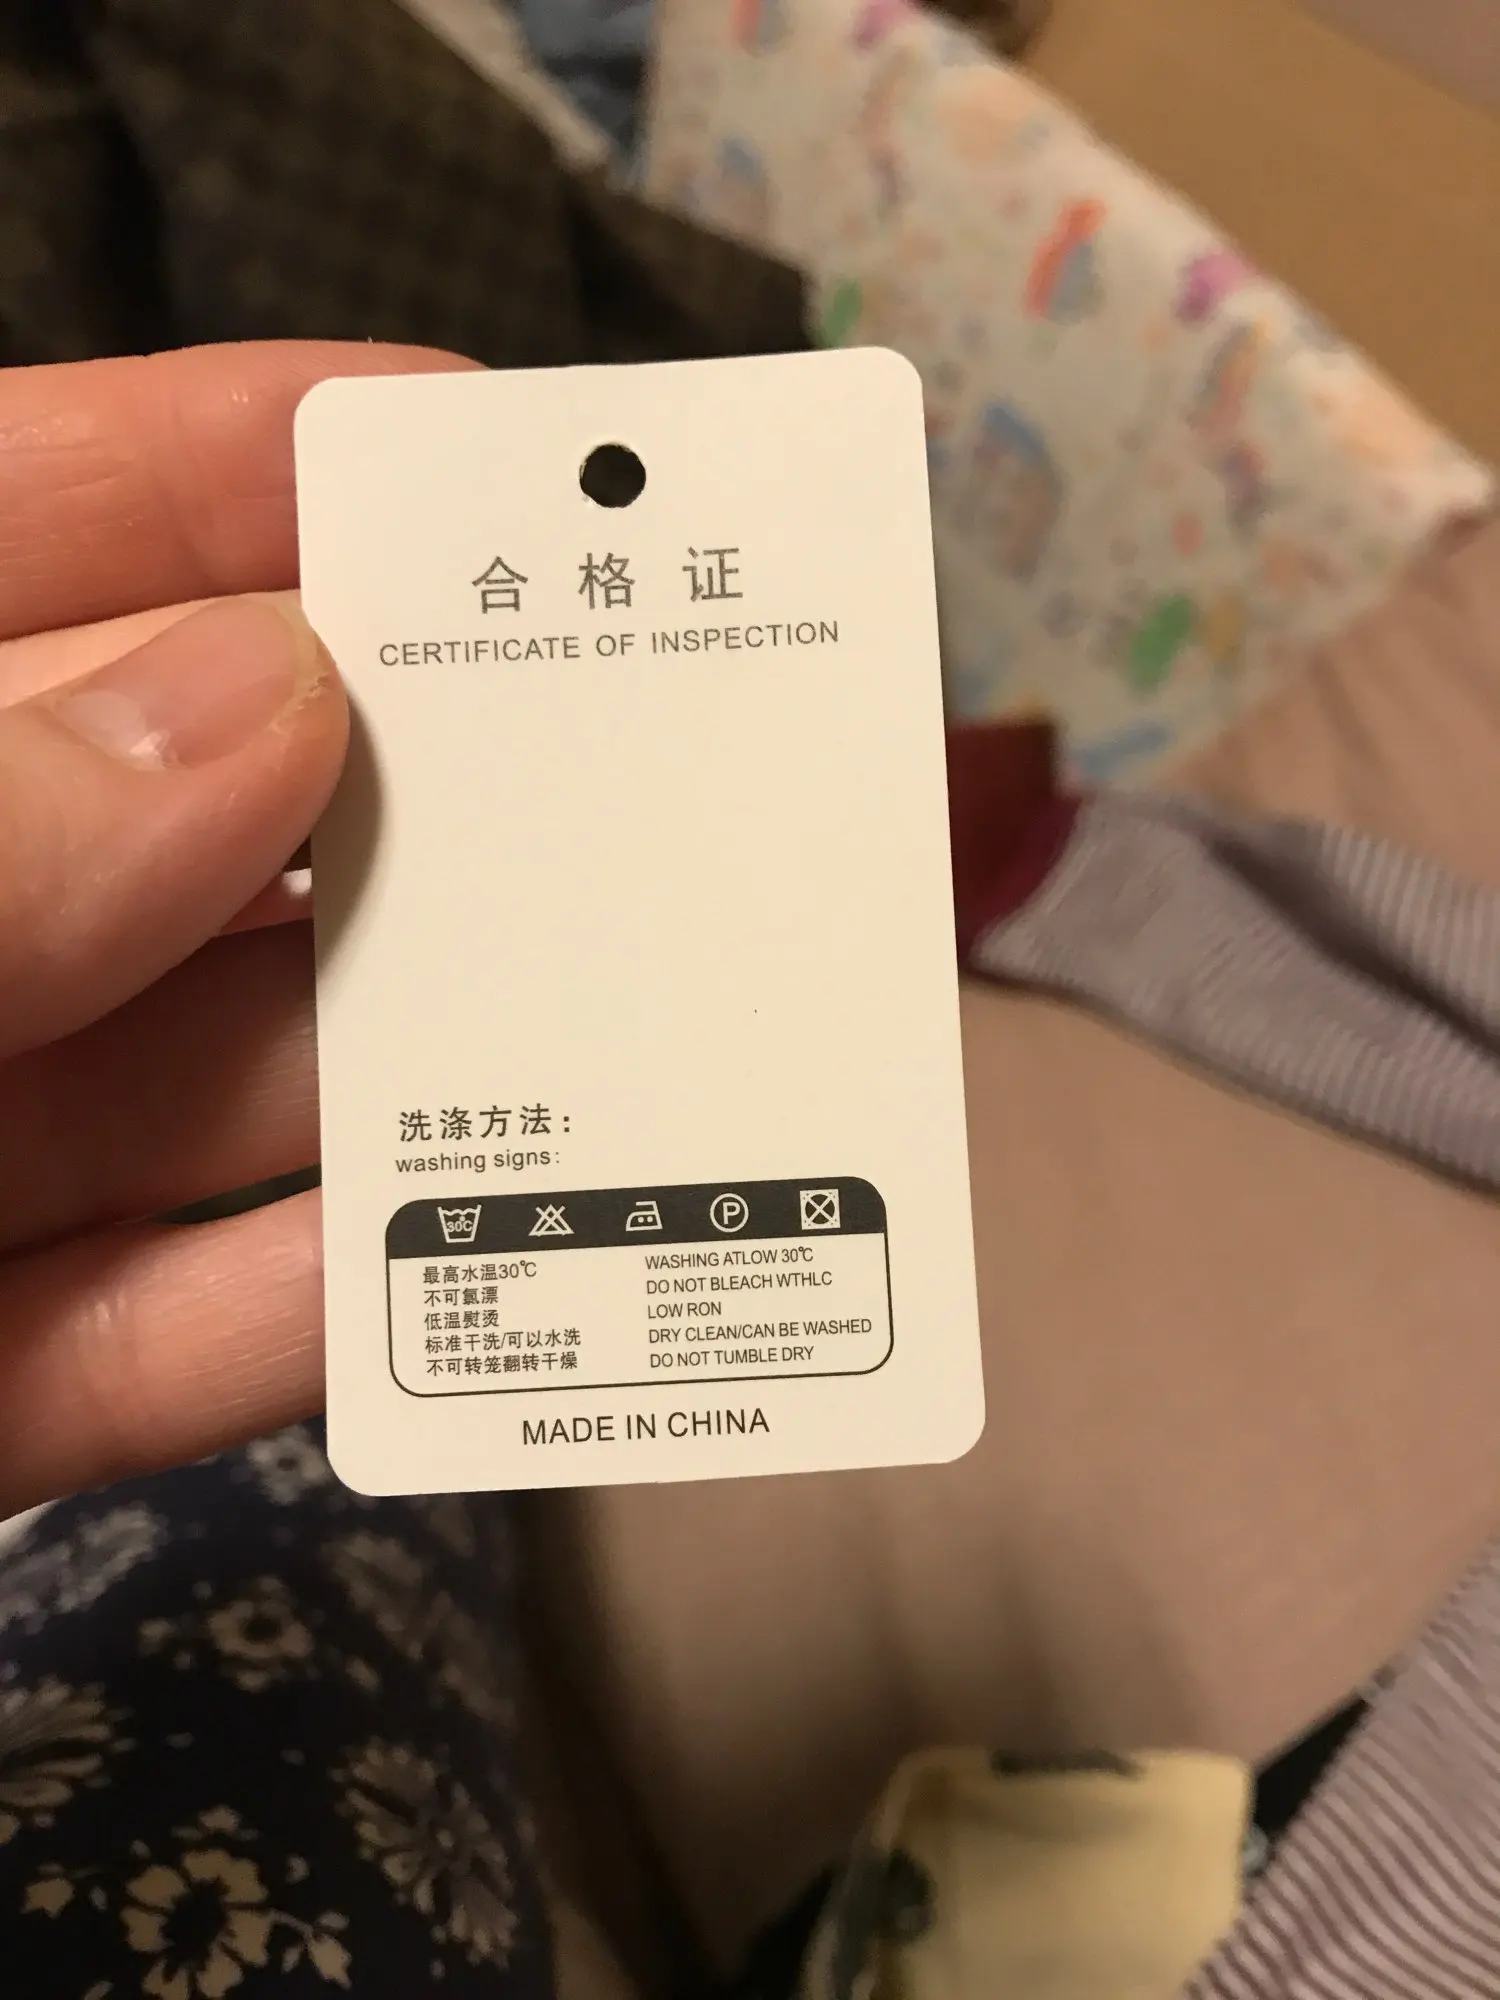 合格证
CERTIFICATE OF INSPECTION
洗涤方法：
washing signs:
30C P
最高水温30℃
不可氯漂
低温熨烫
标准干洗/可以水洗
不可转笼翻转干燥
WASHING ATLOW 30℃
DO NOT BLEACH WTHLC
LOW RON
DRY CLEAN/CAN BE WASHED
DO NOT TUMBLE DRY
MADE IN CHINA